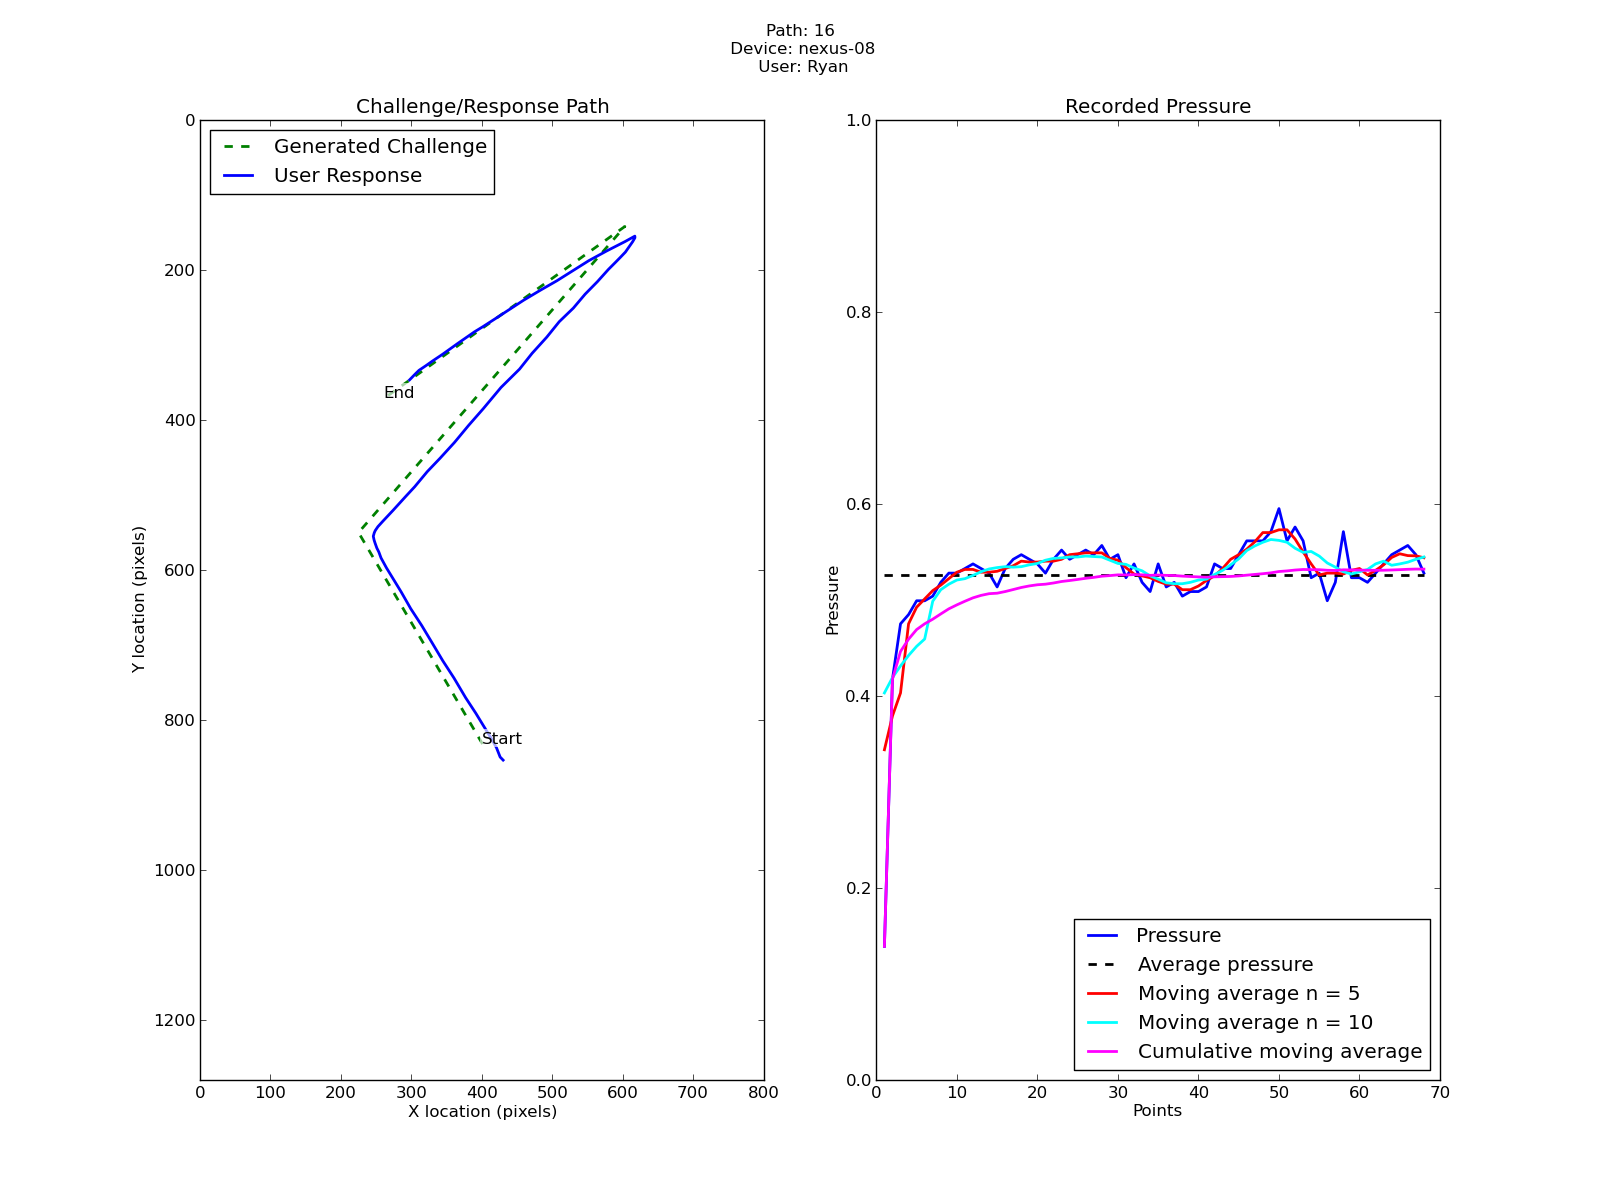 Path: 16
Device: nexus-08
User: Ryan
Challenge/Response Path
Generated Challenge
User Response
0
200
400
600
800
1000
1200
Y location (pixels)
End
Start
0 100 200 300 400 500 600 700 800
X location (pixels)
Recorded Pressure
1.0
0.8
0.6
0.4
0.2
0.0
Pressure
Pressure
Average pressure
Moving average n = 5
Moving average n = 10
Cumulative moving average
0 10 20 30 40 50 60 70
Points